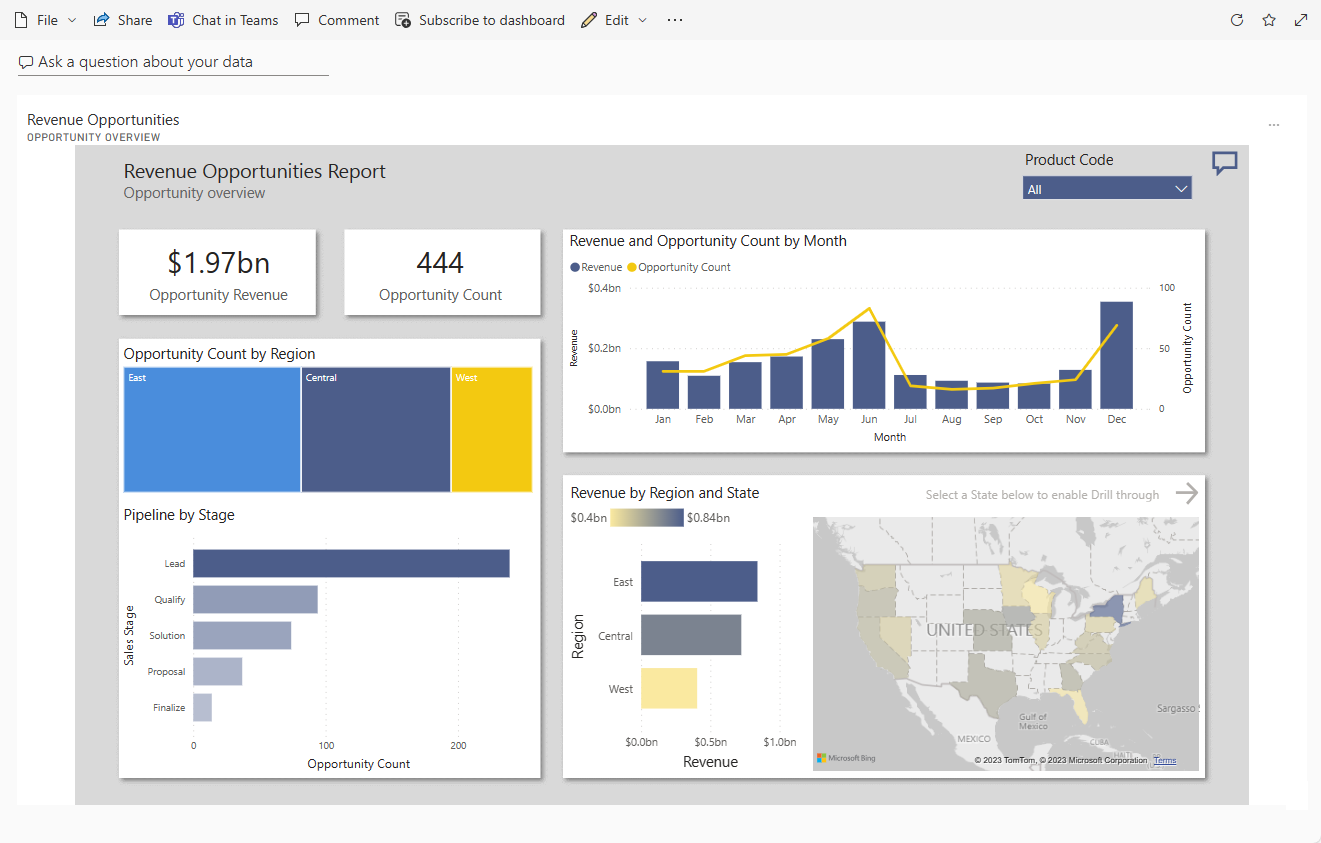 File Share Chat in Teams Comment Subscribe to dashboard Edit ...
Ask a question about your data
Revenue Opportunities
OPPORTUNITY OVERVIEW
Revenue Opportunities Report
Opportunity overview
Product Code
All
$1.97bn
Opportunity Revenue
444
Opportunity Count
Opportunity Count by Region
East
Central
West
Pipeline by Stage
Sales Stage
Lead
Qualify
Solution
Proposal
Finalize
0 100 200
Opportunity Count
Revenue and Opportunity Count by Month
Revenue Opportunity Count
Revenue
$0.4bn
$0.2bn
$0.0bn
100
50
0
Opportunity Count
Jan Feb Mar Apr May Jun Jul Aug Sep Oct Nov Dec
Month
Revenue by Region and State
Select a State below to enable Drill through
$0.4bn $0.84bn
Region
East
Central
West
$0.0bn $0.5bn $1.0bn
Revenue
UNITED STATES
Gulf of
Mexico
Sargasso
MEXICO
CUBA
HAITI
Microsoft Bing
© 2023 TomTom, © 2023 Microsoft Corporation Terms